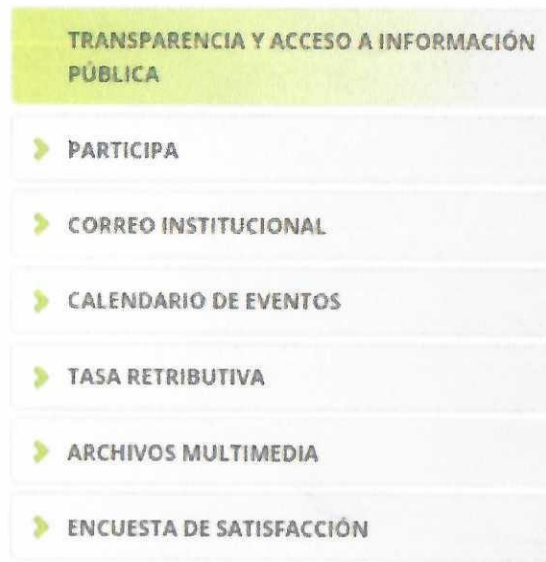 TRANSPARENCIA Y ACCESO A INFORMACIÓN
PÚBLICA
PARTICIPA
CORREO INSTITUCIONAL
CALENDARIO DE EVENTOS
TASA RETRIBUTIVA
ARCHIVOS MULTIMEDIA
ENCUESTA DE SATISFACCIÓN